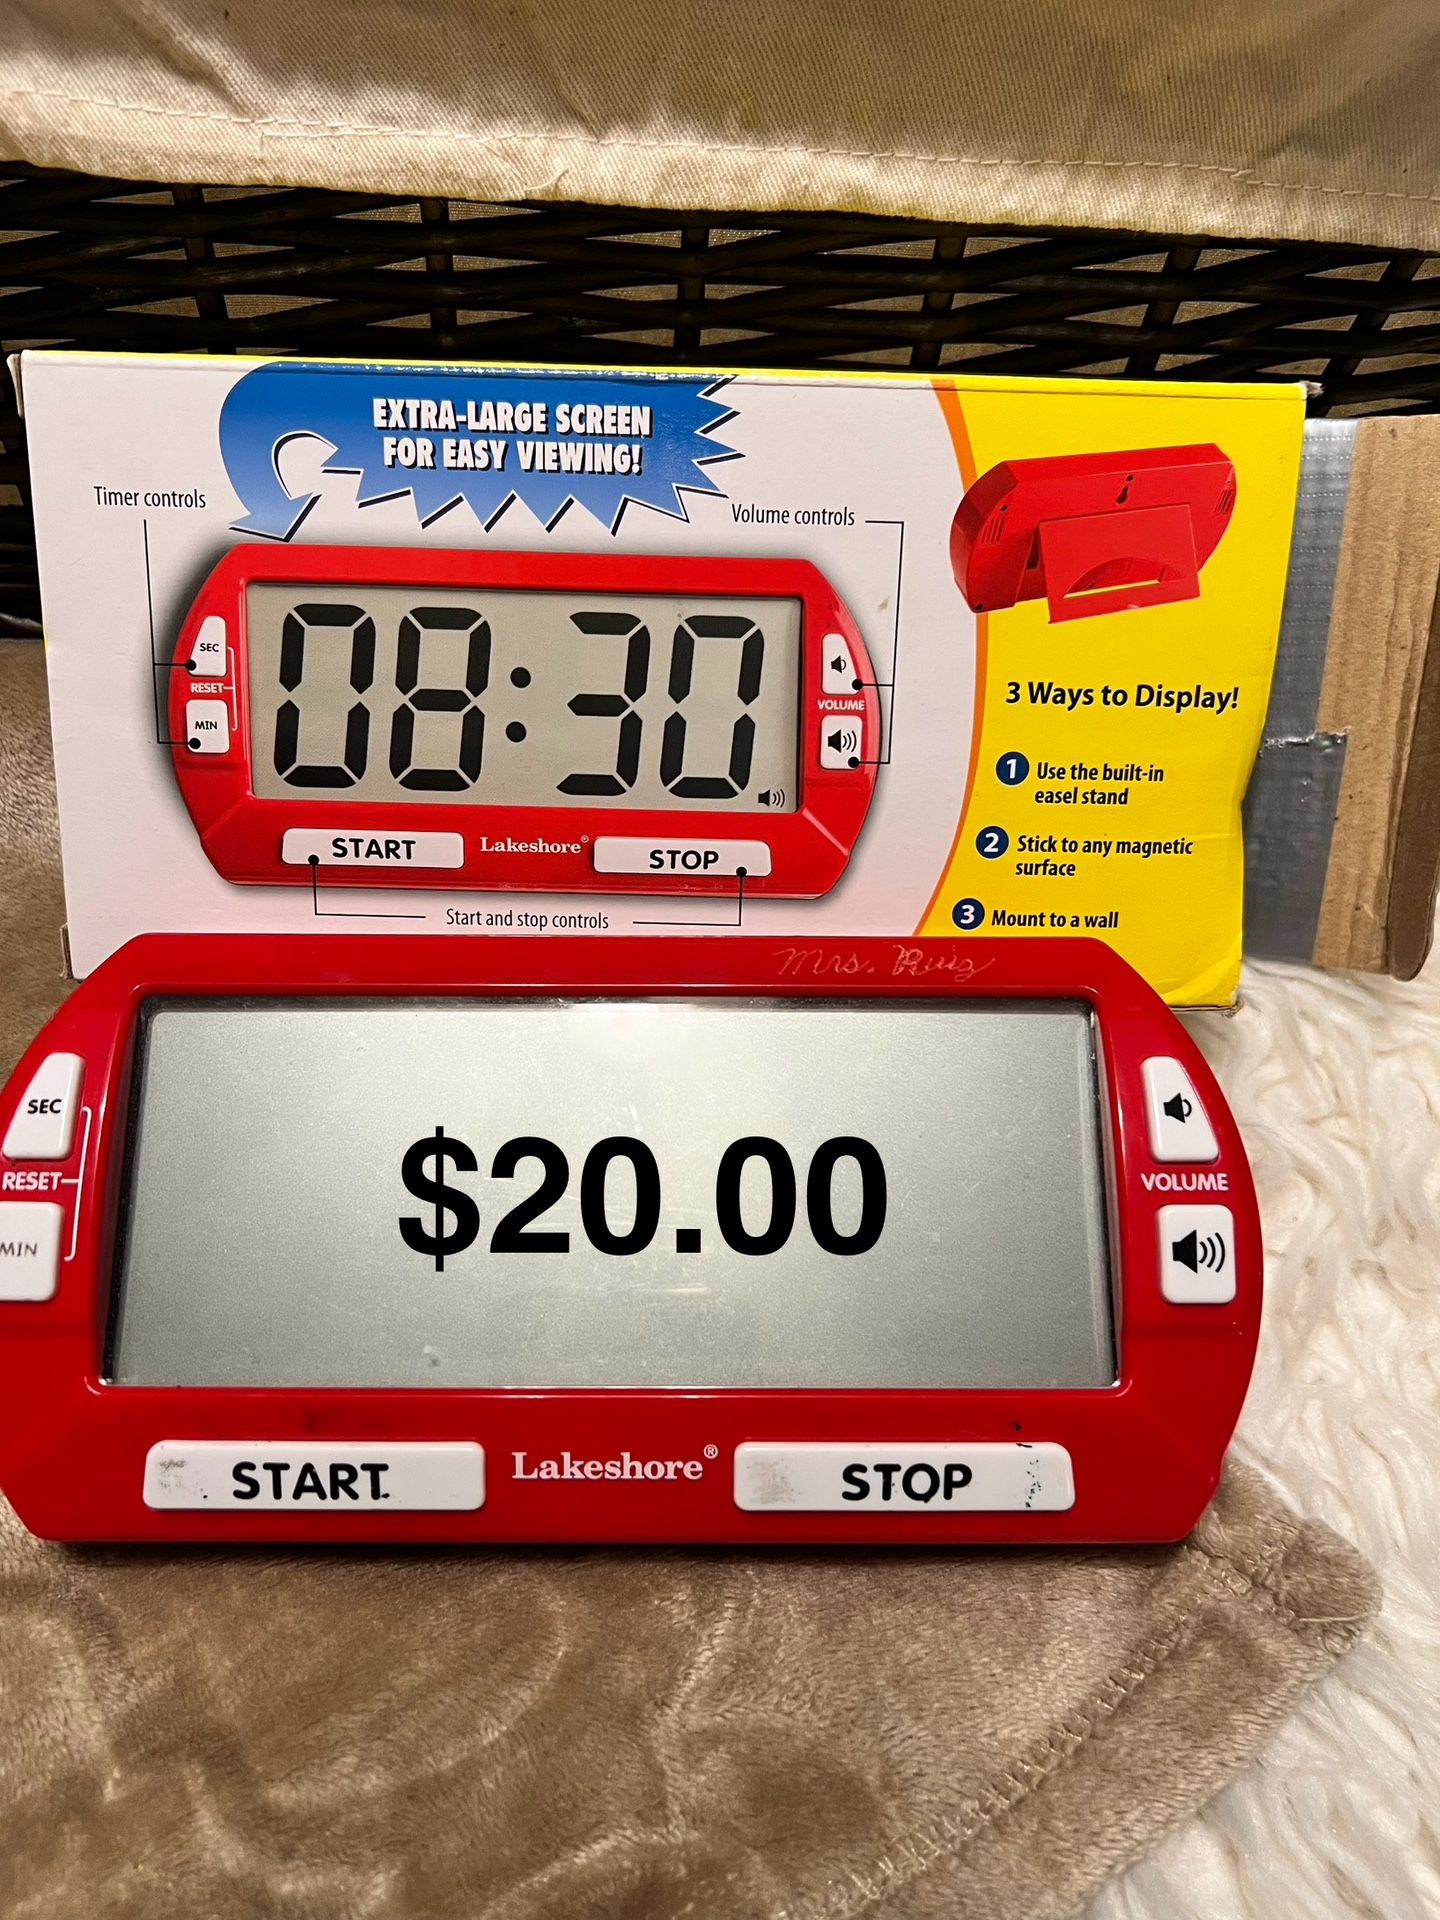 EXTRA-LARGE SCREEN
FOR EASY VIEWING!
Timer controls
Volume controls
SEC
RESET
MIN
08:30
VOLUME
START
Lakeshore®
STOP
Start and stop controls
3 Ways to Display!
1 Use the built-in
easel stand
2 Stick to any magnetic
surface
3 Mount to a wall
Mrs. Ruiz
SEC
RESET
MIN
$20.00
VOLUME
START
Lakeshore®
STOP